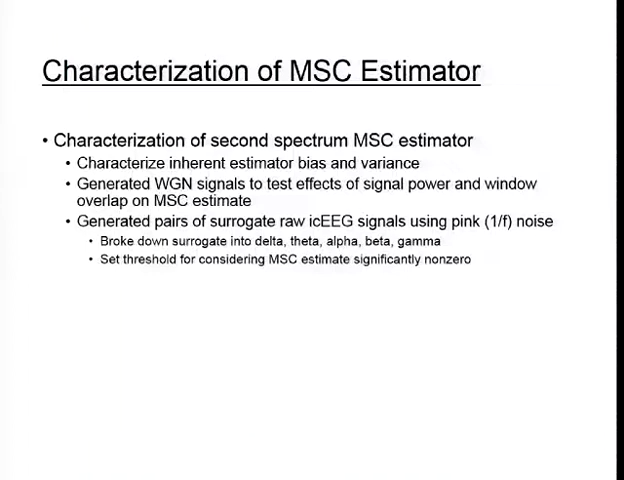 Characterization of MSC Estimator
• Characterization of second spectrum MSC estimator
• Characterize inherent estimator bias and variance
• Generated WGN signals to test effects of signal power and window
overlap on MSC estimate
• Generated pairs of surrogate raw icEEG signals using pink (1/f) noise
• Broke down surrogate into delta, theta, alpha, beta, gamma
• Set threshold for considering MSC estimate significantly nonzero